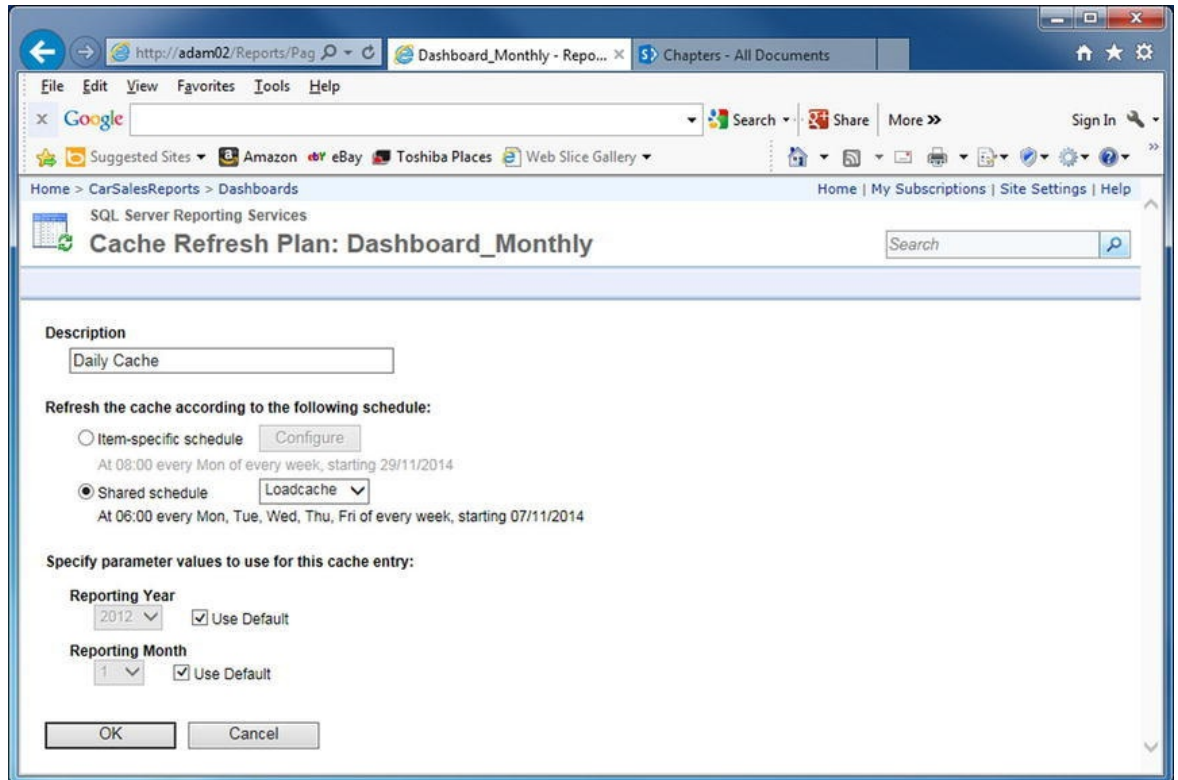 http://adam02/Reports/Pag
Dashboard_Monthly - Repo...
Chapters - All Documents
File Edit View Favorites Tools Help
x Google Search Share More » Sign In
Suggested Sites Amazon eBay Toshiba Places Web Slice Gallery
Home > CarSalesReports > Dashboards Home | My Subscriptions | Site Settings | Help
SQL Server Reporting Services
Cache Refresh Plan: Dashboard_Monthly Search
Description
Daily Cache
Refresh the cache according to the following schedule:
Item-specific schedule Configure
At 08:00 every Mon of every week, starting 29/11/2014
Shared schedule Loadcache
At 06:00 every Mon, Tue, Wed, Thu, Fri of every week, starting 07/11/2014
Specify parameter values to use for this cache entry:
Reporting Year
2012 Use Default
Reporting Month
1 Use Default
OK Cancel